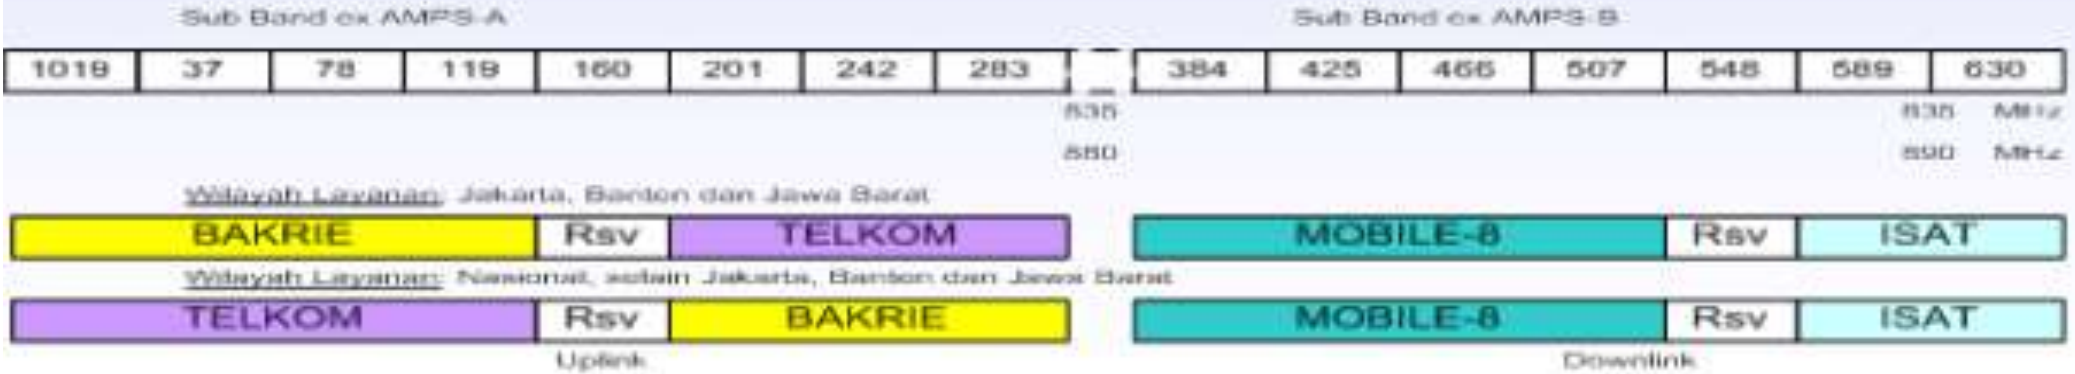 Sub Band ex AMPS-A Sub Band ex AMPS-B
1019 37 78 119 160 201 242 283 384 425 466 507 548 589 630
835 835 MHz
880 890 MHz
Wilayah Layanan: Jakarta, Banten dan Jawa Barat
BAKRIE Rsv TELKOM MOBILE-8 Rsv ISAT
Wilayah Layanan: Nasional, selain Jakarta, Banten dan Jawa Barat
TELKOM Rsv BAKRIE MOBILE-8 Rsv ISAT
Uplink Downlink